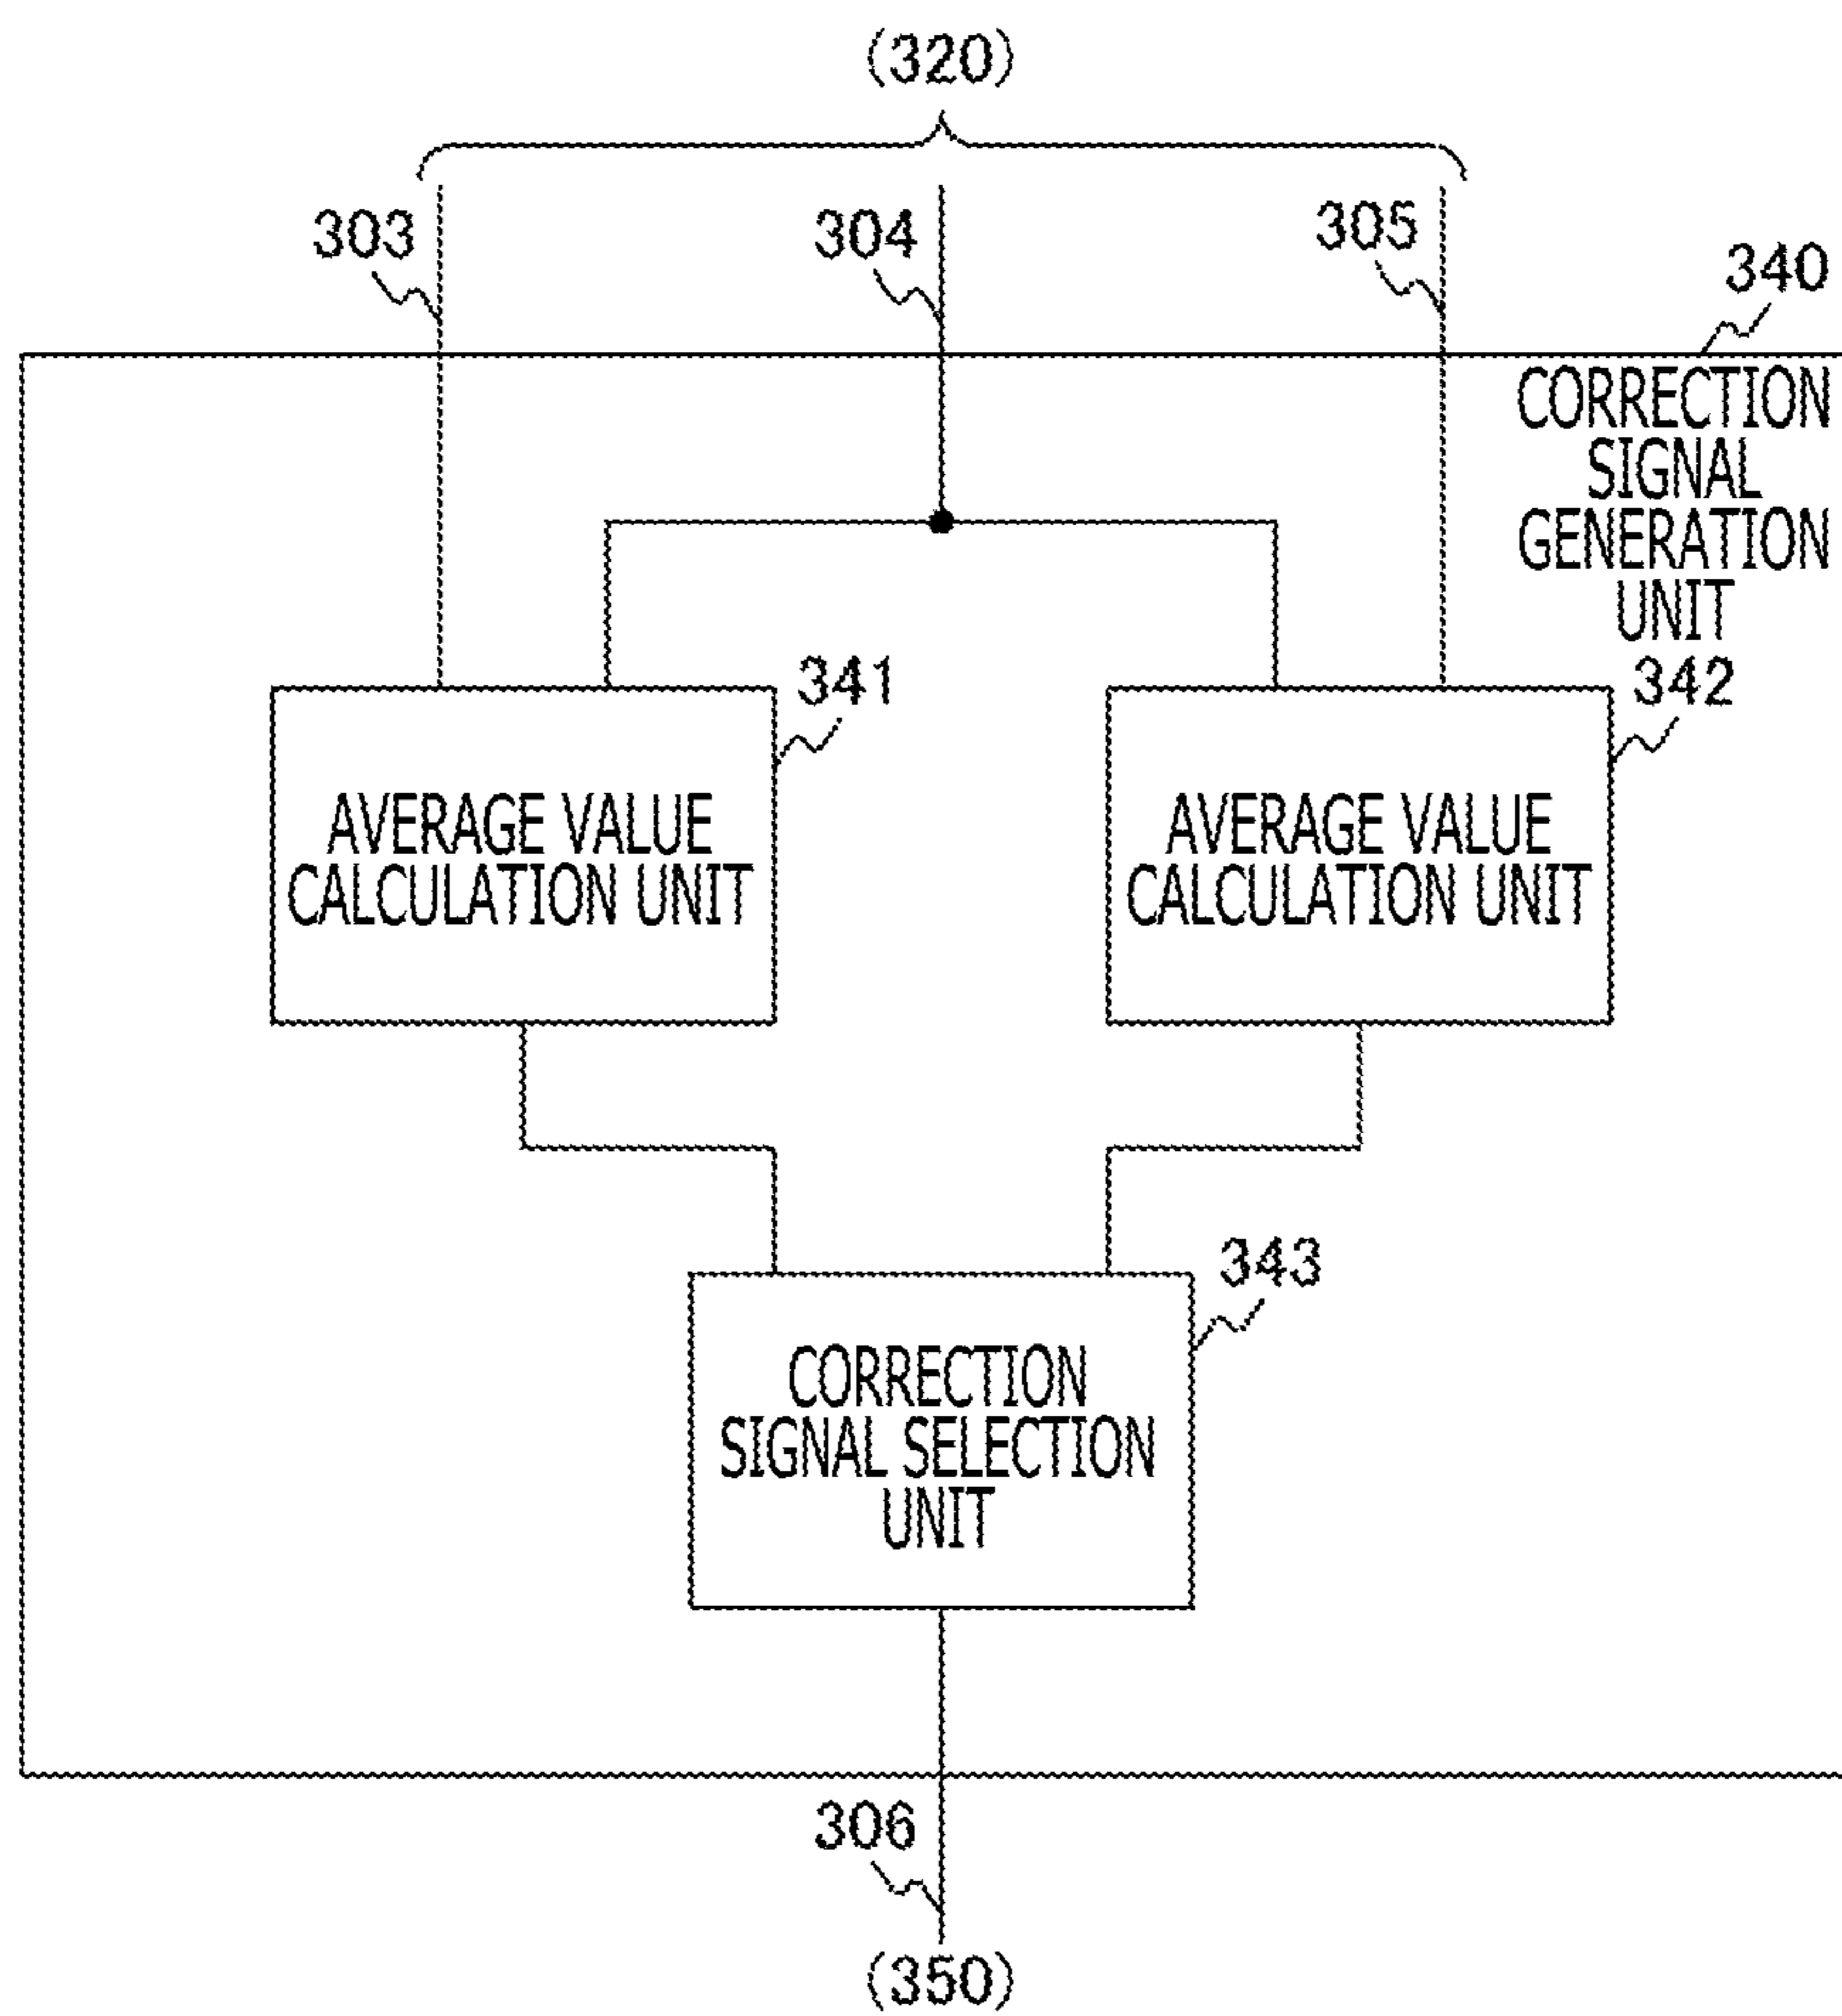 (320)
303
304
305
340
CORRECTION
SIGNAL
GENERATION
UNIT
341
342
AVERAGE VALUE
CALCULATION UNIT
AVERAGE VALUE
CALCULATION UNIT
343
CORRECTION
SIGNAL SELECTION
UNIT
306
(350)